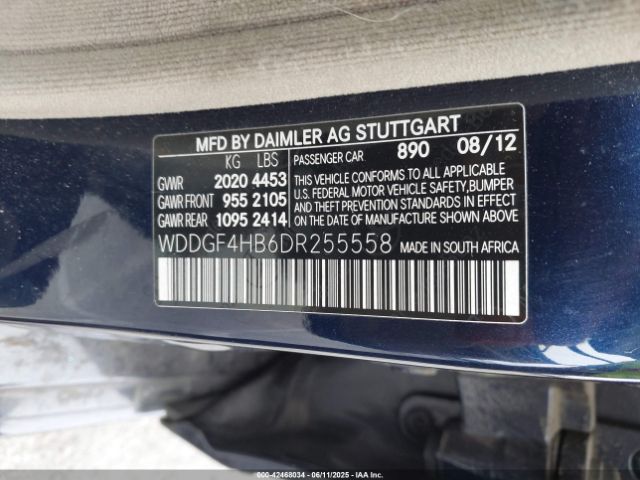 MFD BY DAIMLER AG STUTTGART
KG LBS
GVWR 2020 4453
GAWR FRONT 955 2105
GAWR REAR 1095 2414
PASSENGER CAR 890 08/12
THIS VEHICLE CONFORMS TO ALL APPLICABLE
U.S. FEDERAL MOTOR VEHICLE SAFETY, BUMPER
AND THEFT PREVENTION STANDARDS IN EFFECT
ON THE DATE OF MANUFACTURE SHOWN ABOVE.
WDDGF4HB6DR255558 MADE IN SOUTH AFRICA
000-42468034 - 06/11/2025 - IAAI.COM